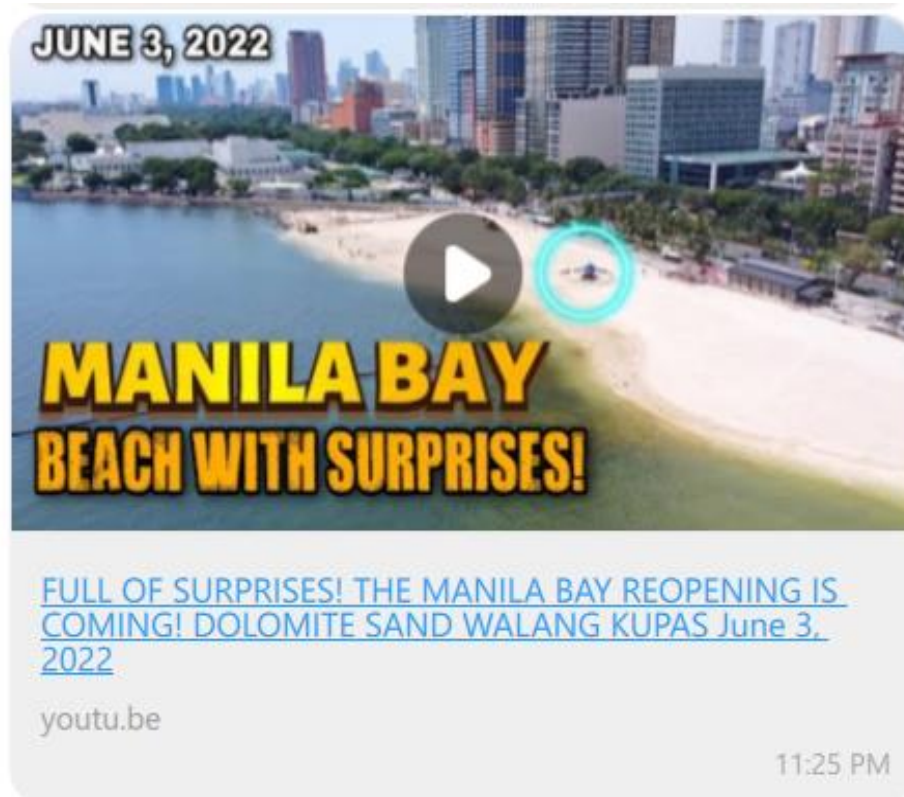 JUNE 3, 2022
MANILA BAY
BEACH WITH SURPRISES!
FULL OF SURPRISES! THE MANILA BAY REOPENING IS
COMING! DOLOMITE SAND WALANG KUPAS June 3,
2022
youtu.be
11:25 PM